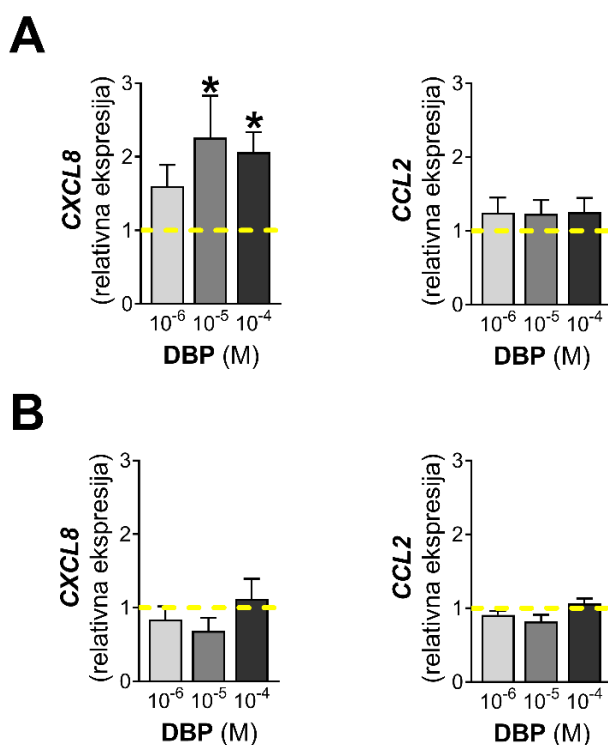 A
CXCL8
(relativna ekspresija)
3
2
1
0
* *
10⁻⁶ 10⁻⁵ 10⁻⁴
DBP (M)
CCL2
(relativna ekspresija)
3
2
1
0
10⁻⁶ 10⁻⁵ 10⁻⁴
DBP (M)
B
CXCL8
(relativna ekspresija)
3
2
1
0
10⁻⁶ 10⁻⁵ 10⁻⁴
DBP (M)
CCL2
(relativna ekspresija)
3
2
1
0
10⁻⁶ 10⁻⁵ 10⁻⁴
DBP (M)